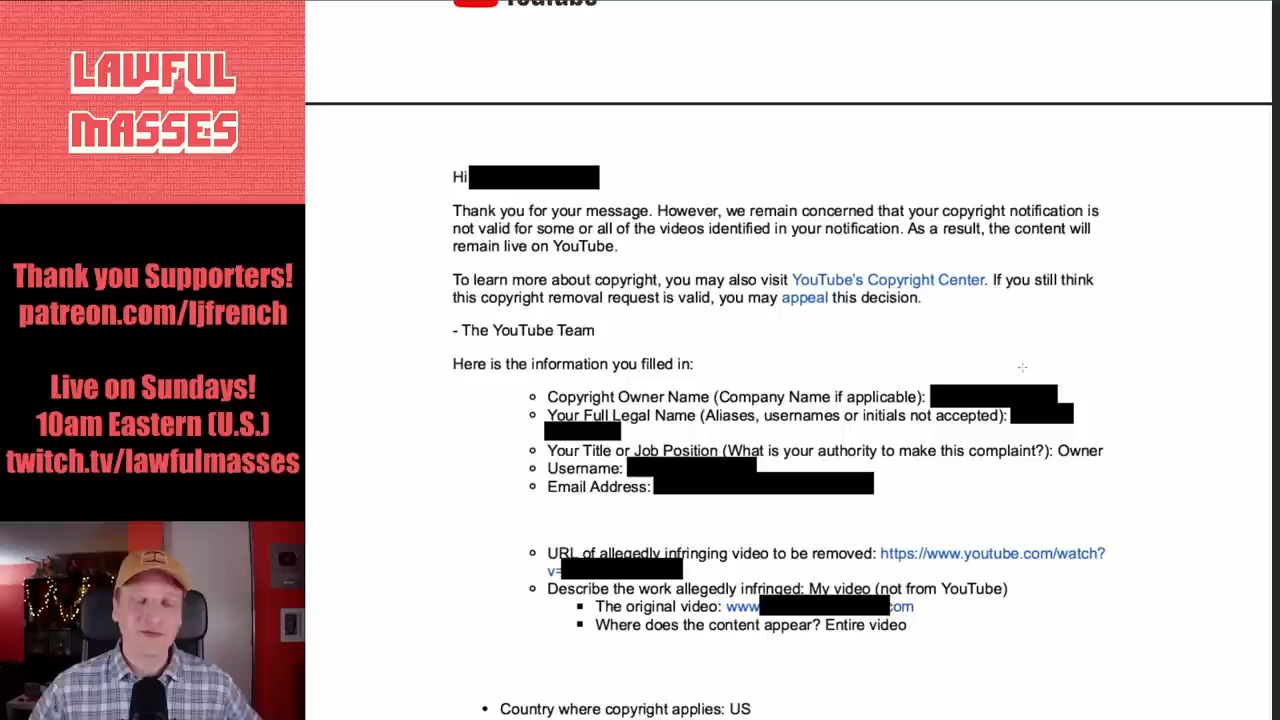 YouTube
LAWFUL
MASSES
Thank you Supporters!
patreon.com/ljfrench
Live on Sundays!
10am Eastern (U.S.)
twitch.tv/lawfulmasses
Hi
Thank you for your message. However, we remain concerned that your copyright notification is
not valid for some or all of the videos identified in your notification. As a result, the content will
remain live on YouTube.
To learn more about copyright, you may also visit YouTube's Copyright Center. If you still think
this copyright removal request is valid, you may appeal this decision.
- The YouTube Team
Here is the information you filled in:
Copyright Owner Name (Company Name if applicable):
Your Full Legal Name (Aliases, usernames or initials not accepted):
Your Title or Job Position (What is your authority to make this complaint?): Owner
Username:
Email Address:
URL of allegedly infringing video to be removed: https://www.youtube.com/watch?
v=
Describe the work allegedly infringed: My video (not from YouTube)
The original video: www com
Where does the content appear? Entire video
Country where copyright applies: US